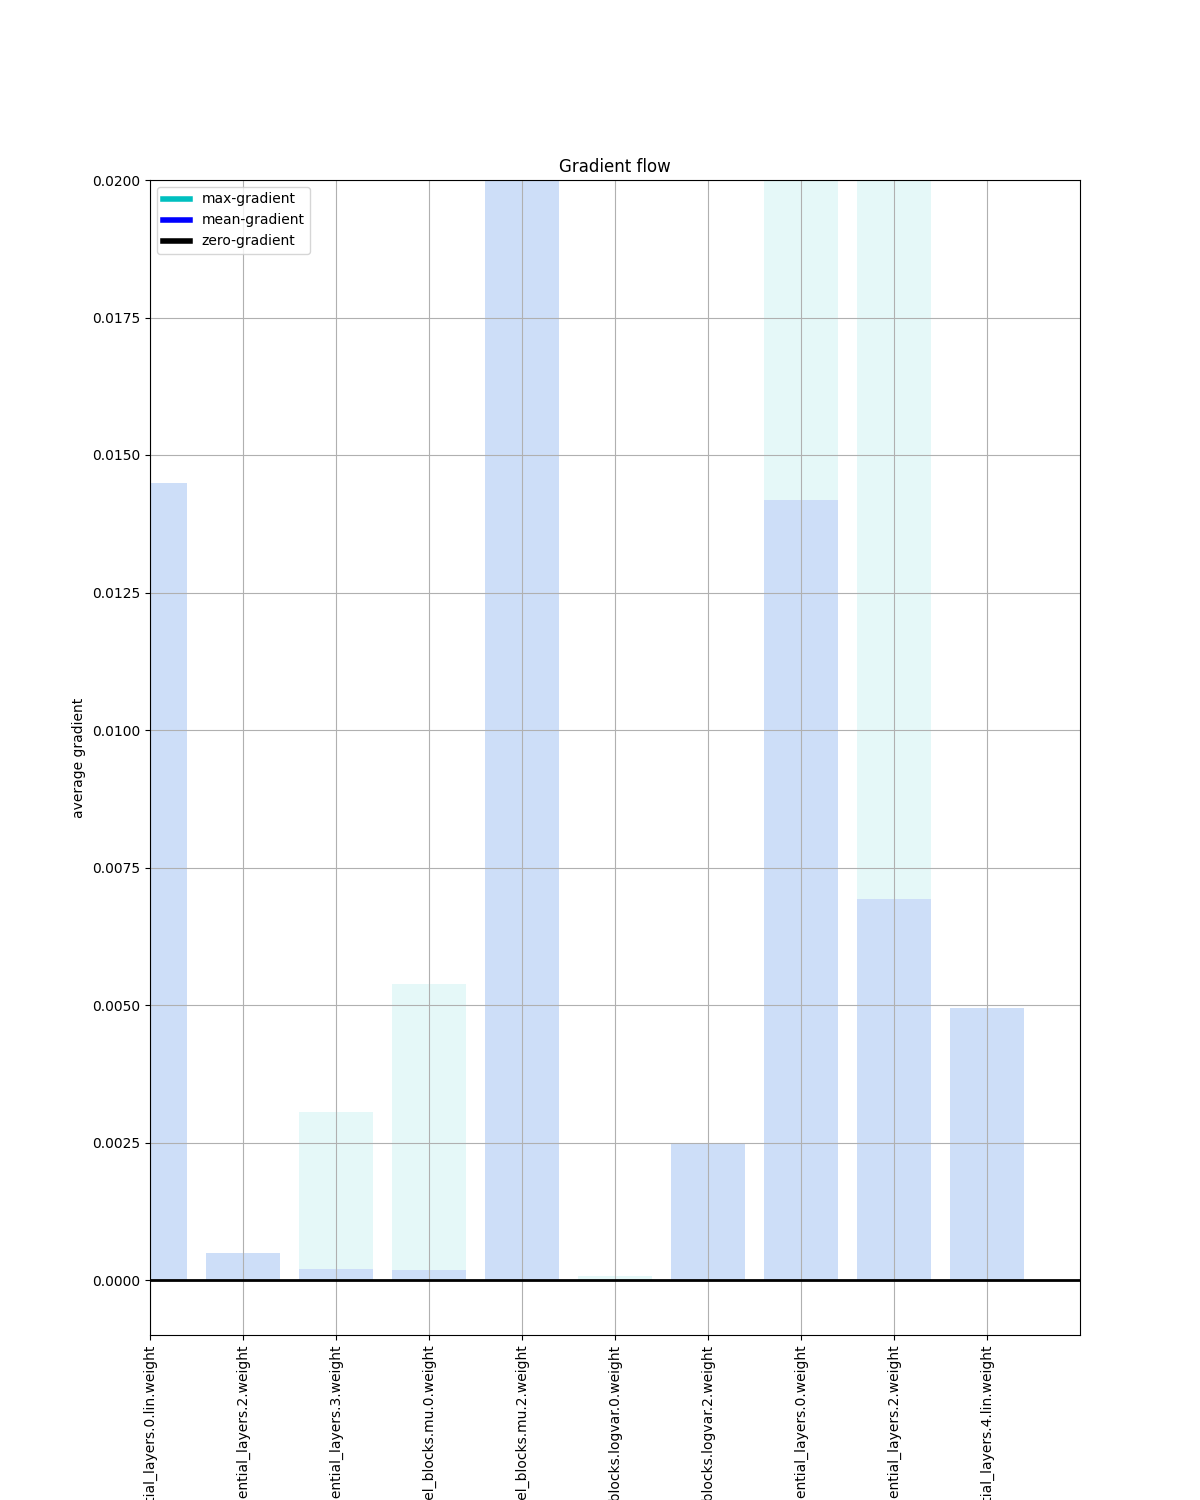 Gradient flow
max-gradient
mean-gradient
zero-gradient
average gradient
0.0200
0.0175
0.0150
0.0125
0.0100
0.0075
0.0050
0.0025
0.0000
tial_layers.0.lin.weight
ential_layers.2.weight
ential_layers.3.weight
el_blocks.mu.0.weight
el_blocks.mu.2.weight
blocks.logvar.0.weight
blocks.logvar.2.weight
ential_layers.0.weight
ential_layers.2.weight
tial_layers.4.lin.weight